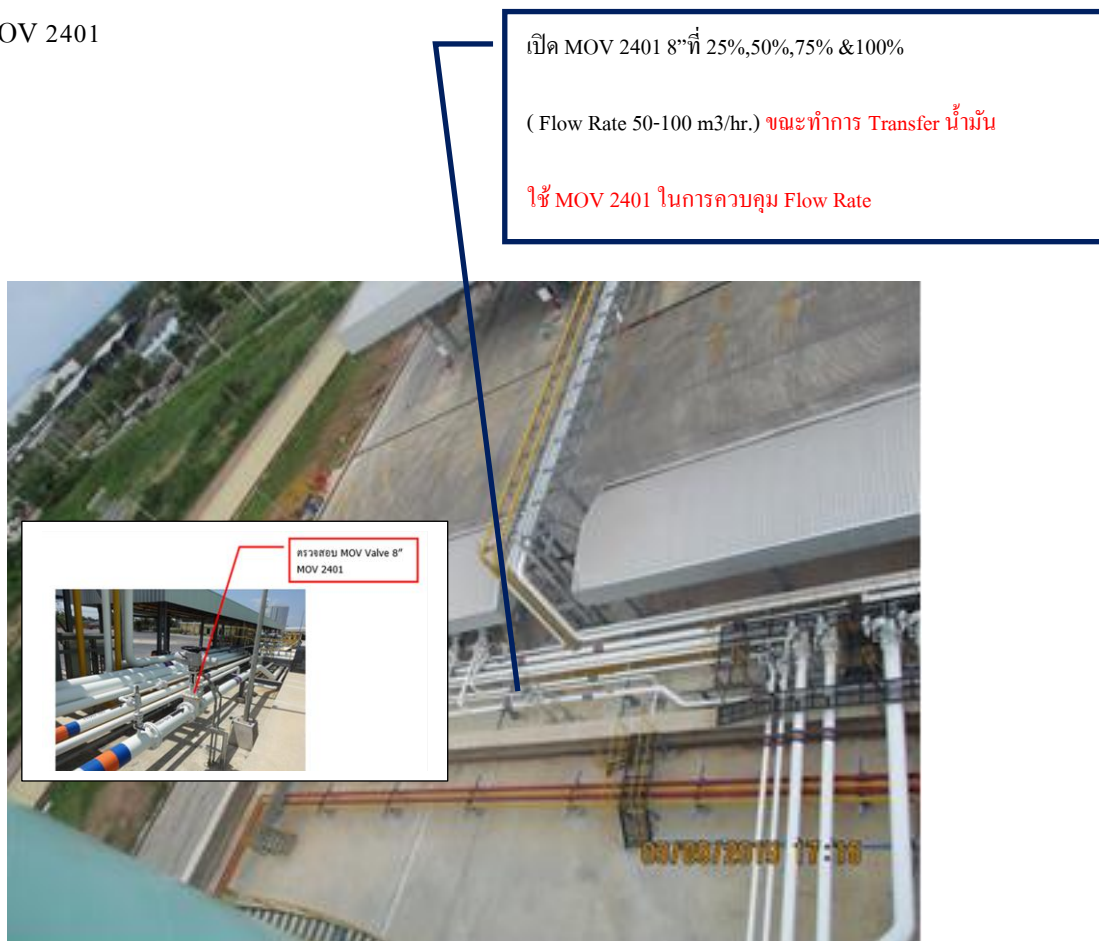 OV 2401
เปิด MOV 2401 8”ที่ 25%,50%,75% &100%
( Flow Rate 50-100 m3/hr.) ขณะทำการ Transfer น้ำมัน
ใช้ MOV 2401 ในการควบคุม Flow Rate
ตรวจสอบ MOV Valve 8”
MOV 2401